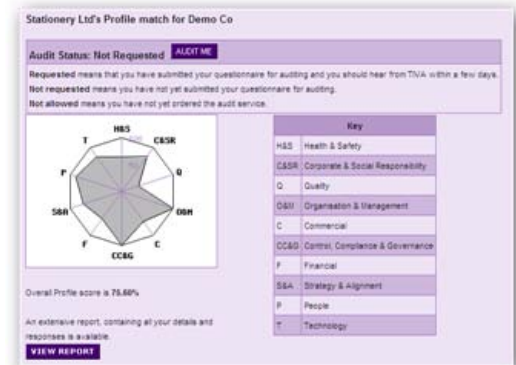 Stationery Ltd's Profile match for Demo Co
Audit Status: Not Requested AUDIT ME
Requested means that you have submitted your questionnaire for auditing and you should hear from TIVA within a few days.
Not requested means you have not yet submitted your questionnaire for auditing.
Not allowed means you have not yet ordered the audit service.
H&S
C&SR
Q
O&M
C
CC&G
F
S&A
P
T
Key
H&S Health & Safety
C&SR Corporate & Social Responsibility
Q Quality
O&M Organisation & Management
C Commercial
CC&G Control, Compliance & Governance
F Financial
S&A Strategy & Alignment
P People
T Technology
Overall Profile score is 75.60%
An extensive report, containing all your details and
responses is available.
VIEW REPORT